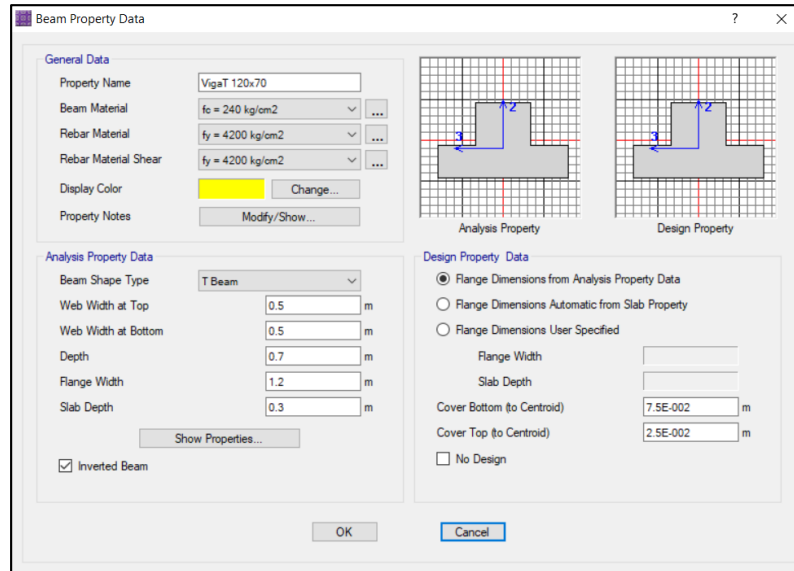 Beam Property Data ?
General Data
Property Name VigaT 120x70
Beam Material fc = 240 kg/cm2 ...
Rebar Material fy = 4200 kg/cm2 ...
Rebar Material Shear fy = 4200 kg/cm2 ...
Display Color Change...
Property Notes Modify/Show...
2
3
Analysis Property
2
3
Design Property
Analysis Property Data
Beam Shape Type T Beam
Web Width at Top 0.5 m
Web Width at Bottom 0.5 m
Depth 0.7 m
Flange Width 1.2 m
Slab Depth 0.3 m
Show Properties...
Inverted Beam
Design Property Data
Flange Dimensions from Analysis Property Data
Flange Dimensions Automatic from Slab Property
Flange Dimensions User Specified
Flange Width
Slab Depth
Cover Bottom (to Centroid) 7.5E-002 m
Cover Top (to Centroid) 2.5E-002 m
No Design
OK Cancel